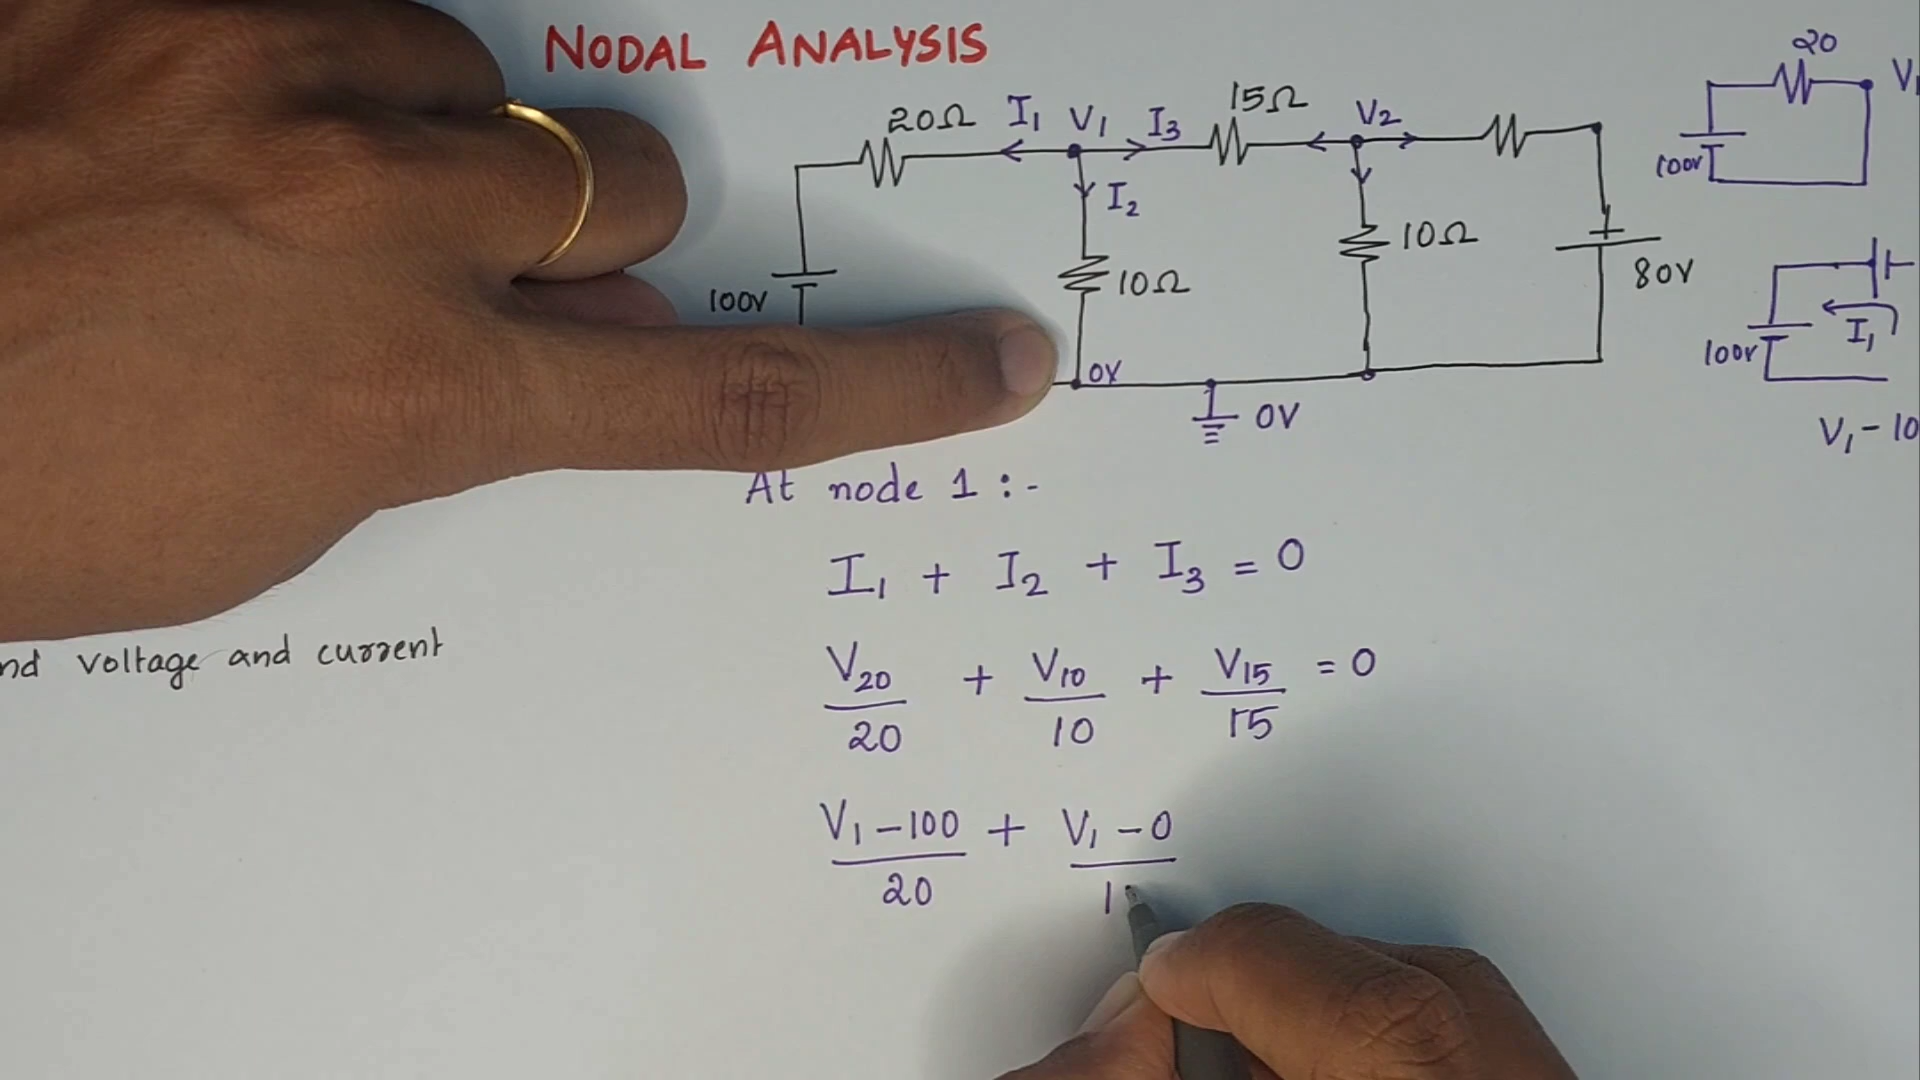 NODAL ANALYSIS
20Ω I1 V1 I3 15Ω V2
I2
10Ω
10Ω
100V
80V
0V
0V
20
V1
100V
100V
I1
V1 - 10
At node 1 :-
I1 + I2 + I3 = 0
nd voltage and current
V20/20 + V10/10 + V15/15 = 0
V1 - 100/20 + V1 - 0/1